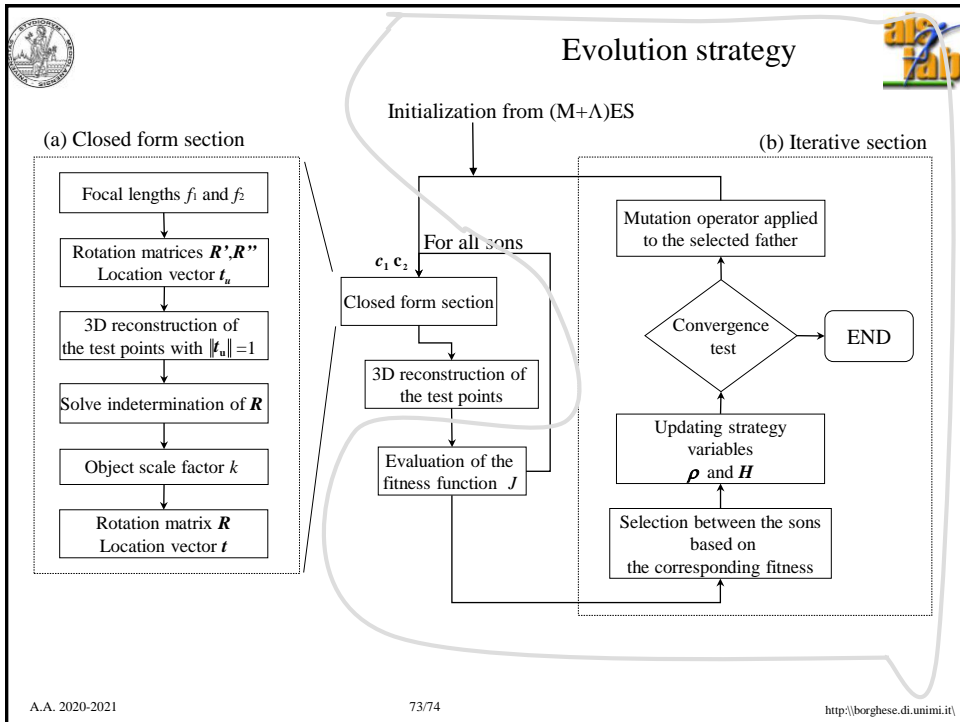 Evolution strategy
Initialization from (M+Λ)ES
(a) Closed form section
Focal lengths f1 and f2
Rotation matrices R’,R’’
Location vector tu
3D reconstruction of
the test points with ||tu|| =1
Solve indetermination of R
Object scale factor k
Rotation matrix R
Location vector t
For all sons
c1 c2
Closed form section
3D reconstruction of
the test points
Evaluation of the
fitness function J
(b) Iterative section
Mutation operator applied
to the selected father
Convergence
test
END
Updating strategy
variables
ρ and H
Selection between the sons
based on
the corresponding fitness
A.A. 2020-2021
73/74
http:\\borghese.di.unimi.it\